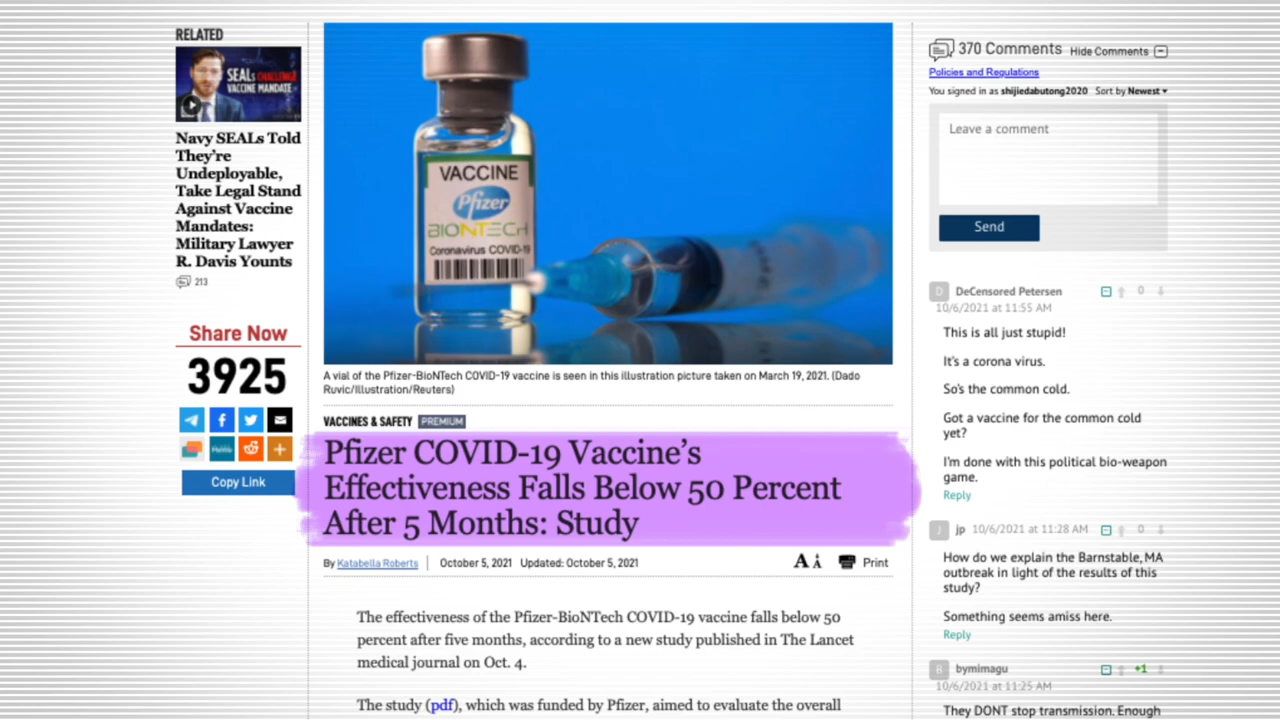 RELATED
SEALs CHALLENGE
VACCINE MANDATE
Navy SEALs Told
They're
Undeployable,
Take Legal Stand
Against Vaccine
Mandates:
Military Lawyer
R. Davis Younts
213
Share Now
3925
Copy Link
VACCINE
Pfizer
BIONTECH
Coronavirus COVID-19
A vial of the Pfizer-BioNTech COVID-19 vaccine is seen in this illustration picture taken on March 19, 2021. (Dado
Ruvic/Illustration/Reuters)
VACCINES & SAFETY PREMIUM
Pfizer COVID-19 Vaccine's
Effectiveness Falls Below 50 Percent
After 5 Months: Study
By Katabella Roberts October 5, 2021 Updated: October 5, 2021 A A Print
The effectiveness of the Pfizer-BioNTech COVID-19 vaccine falls below 50
percent after five months, according to a new study published in The Lancet
medical journal on Oct. 4.
The study (pdf), which was funded by Pfizer, aimed to evaluate the overall
370 Comments Hide Comments
Policies and Regulations
You signed in as shijiedabutong2020 Sort by Newest
Leave a comment
Send
D DeCensored Petersen 0
10/6/2021 at 11:55 AM
This is all just stupid!
It's a corona virus.
So's the common cold.
Got a vaccine for the common cold
yet?
I'm done with this political bio-weapon
game.
Reply
J jp 10/6/2021 at 11:28 AM 0
How do we explain the Barnstable, MA
outbreak in light of the results of this
study?
Something seems amiss here.
Reply
B bymimagu +1
10/6/2021 at 11:25 AM
They DONT stop transmission. Enough